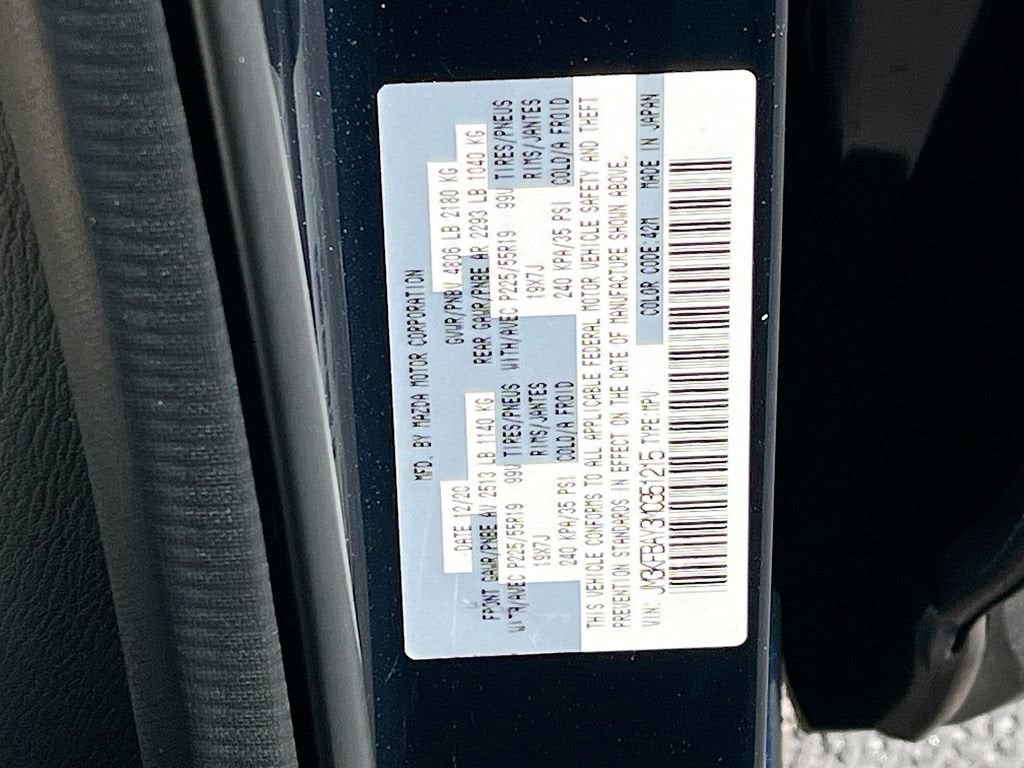 MFD. BY MAZDA MOTOR CORPORATION
DATE 12/20 GVWR/PNBV 4806 LB 2180 KG
FRONT GAWR/PNBE AV 2513 LB 1140 KG REAR GAWR/PNBE AR 2293 LB 1040 KG
WITH/AVEC P225/55R19 99V TIRES/PNEUS WITH/AVEC P225/55R19 99V TIRES/PNEUS
19X7J RIMS/JANTES 19X7J RIMS/JANTES
240 KPA/35 PSI COLD/A FROID 240 KPA/35 PSI COLD/A FROID
THIS VEHICLE CONFORMS TO ALL APPLICABLE FEDERAL MOTOR VEHICLE SAFETY AND THEFT
PREVENTION STANDARDS IN EFFECT ON THE DATE OF MANUFACTURE SHOWN ABOVE.
VIN: TYPE:MPV COLOR CODE:42M MADE IN JAPAN